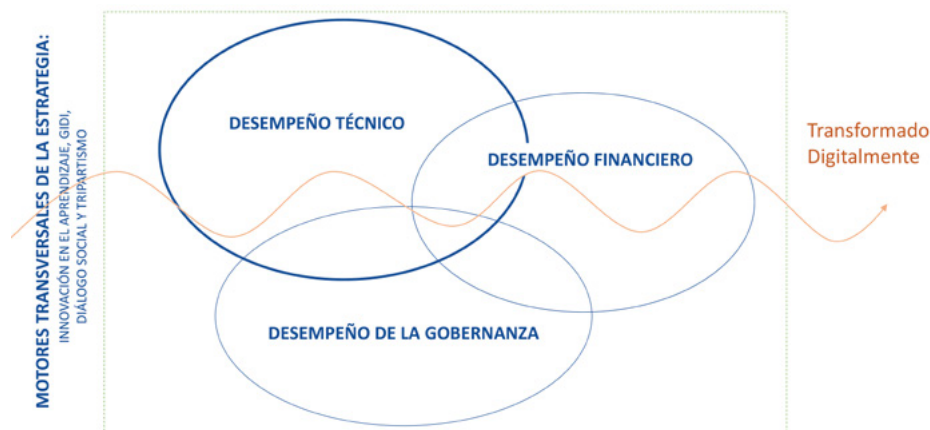 MOTORES TRANSVERSALES DE LA ESTRATEGIA:
INNOVACIÓN EN EL APRENDIZAJE, GIDI,
DIÁLOGO SOCIAL Y TRIPARTISMO
DESEMPEÑO TÉCNICO
DESEMPEÑO FINANCIERO
DESEMPEÑO DE LA GOBERNANZA
Transformado
Digitalmente